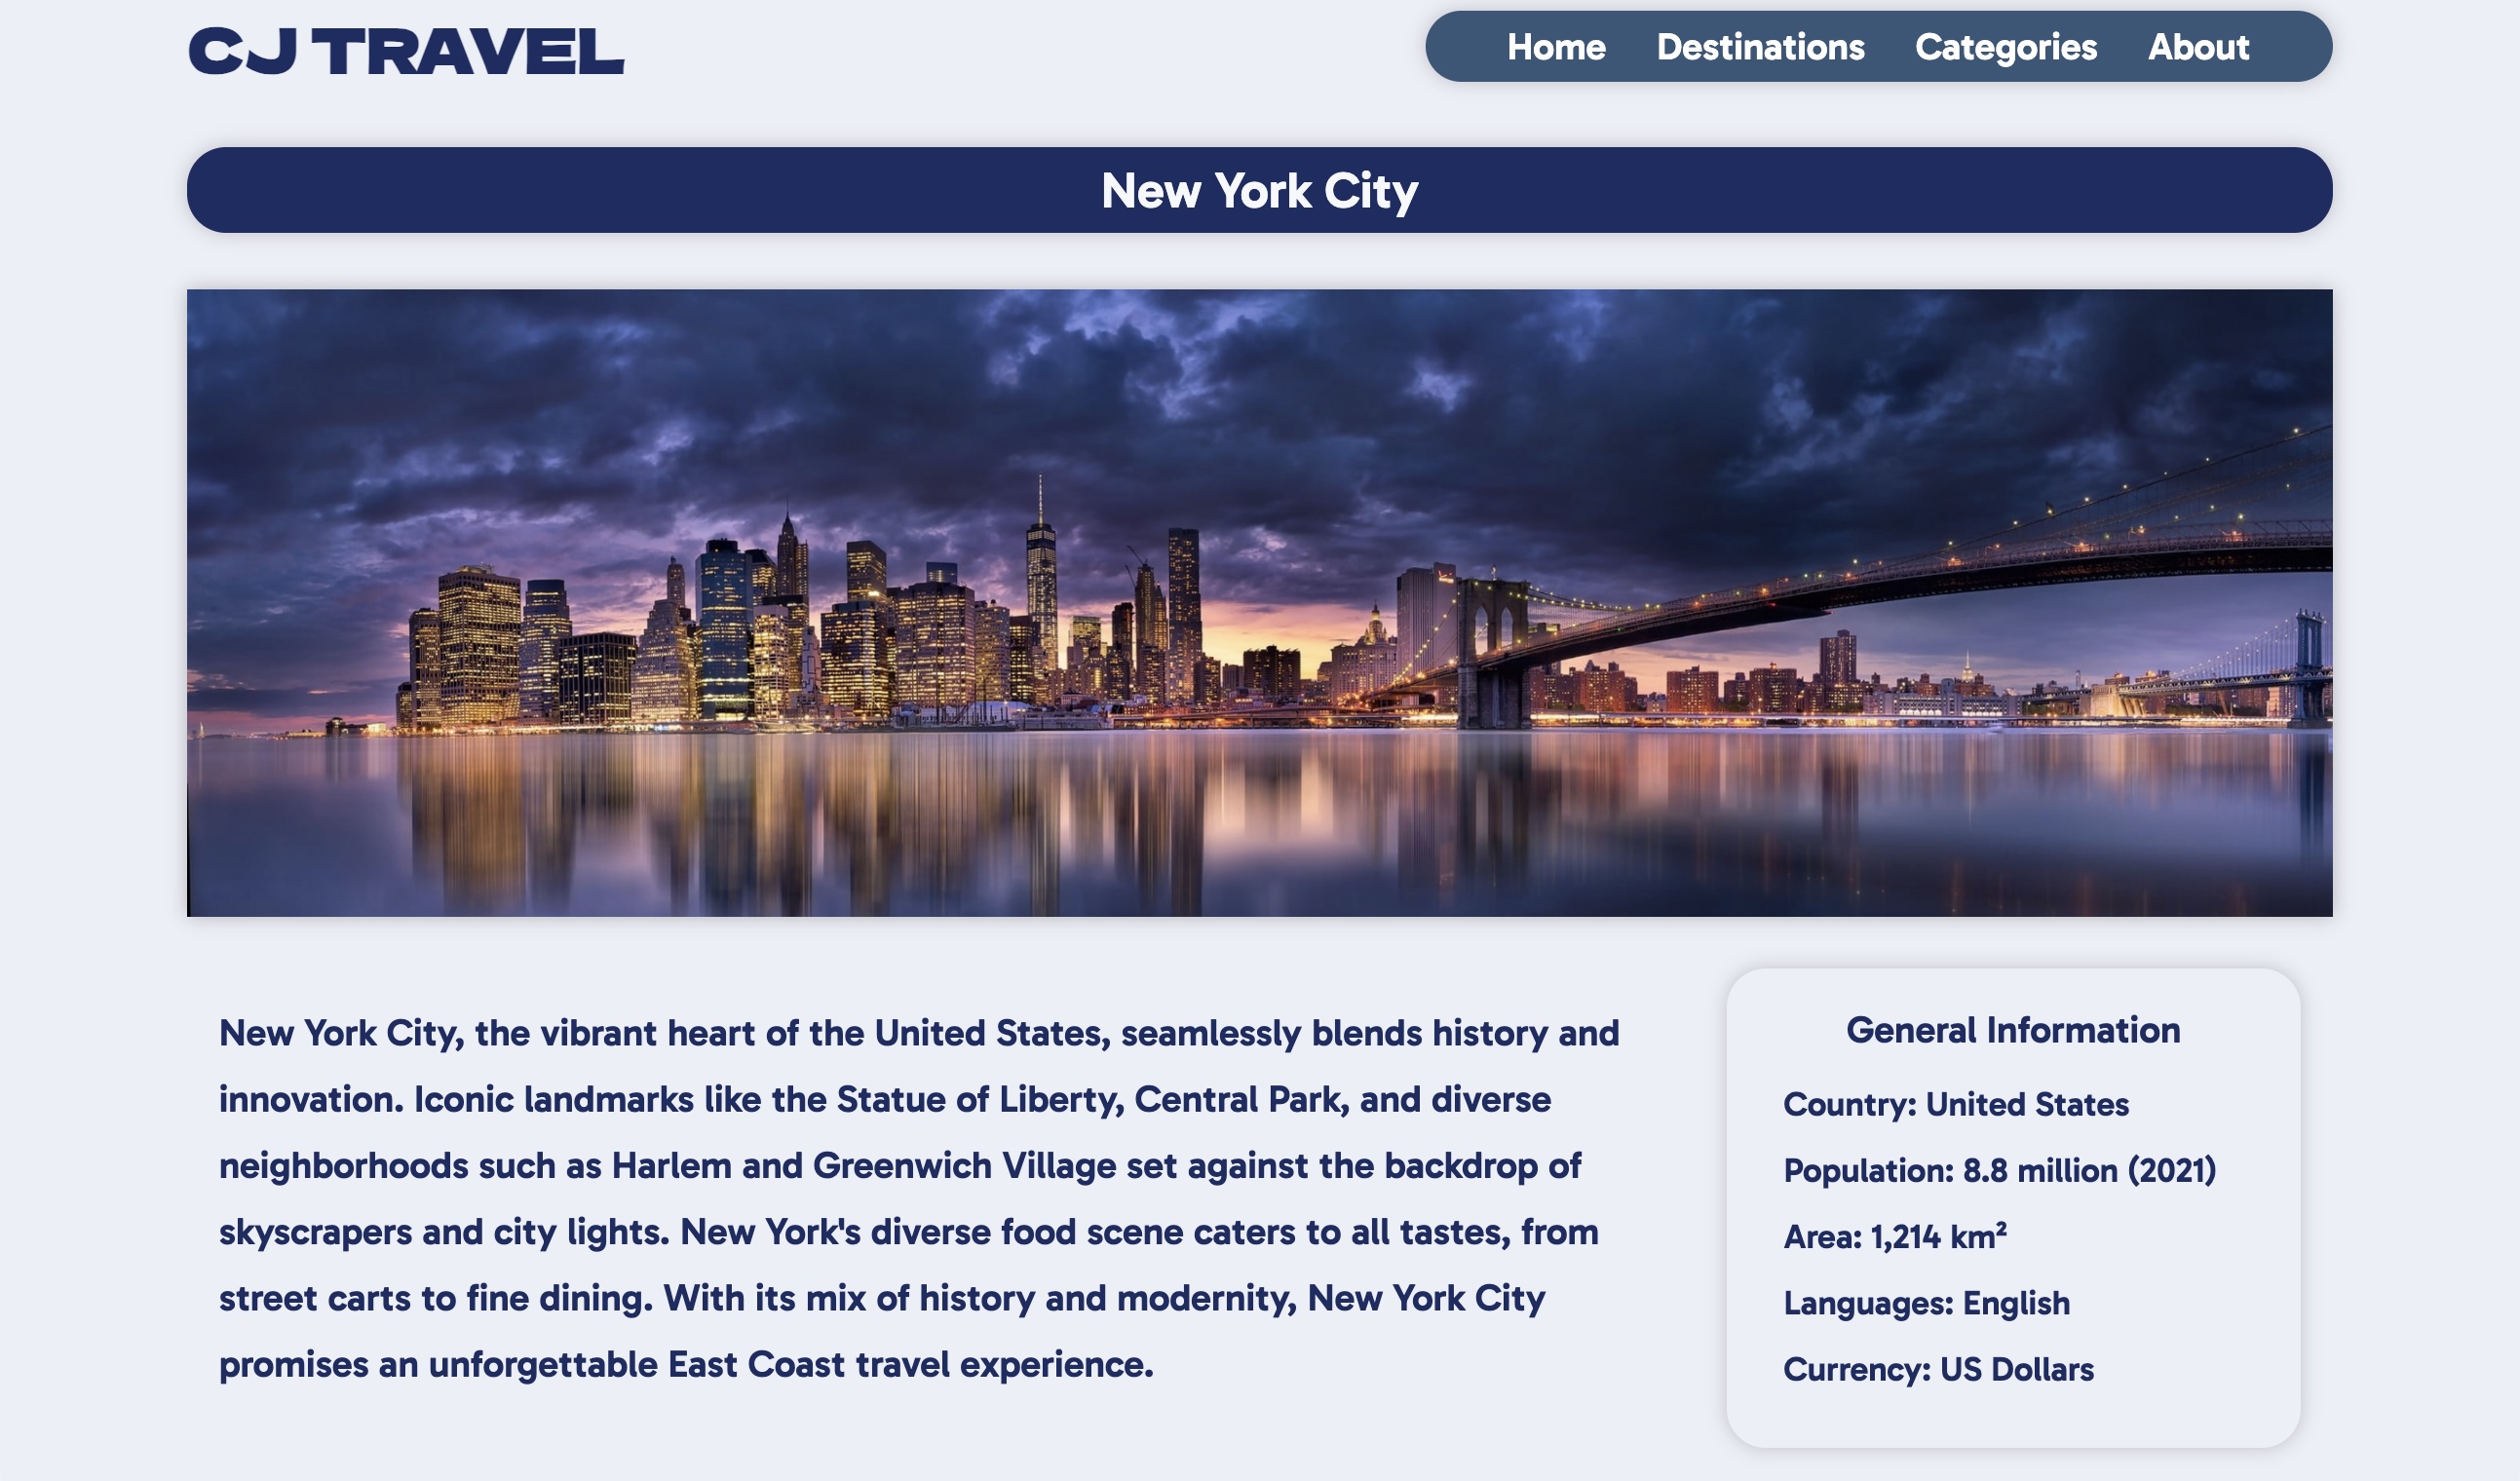 CJ TRAVEL
Home Destinations Categories About
New York City
New York City, the vibrant heart of the United States, seamlessly blends history and
innovation. Iconic landmarks like the Statue of Liberty, Central Park, and diverse
neighborhoods such as Harlem and Greenwich Village set against the backdrop of
skyscrapers and city lights. New York's diverse food scene caters to all tastes, from
street carts to fine dining. With its mix of history and modernity, New York City
promises an unforgettable East Coast travel experience.
General Information
Country: United States
Population: 8.8 million (2021)
Area: 1,214 km²
Languages: English
Currency: US Dollars